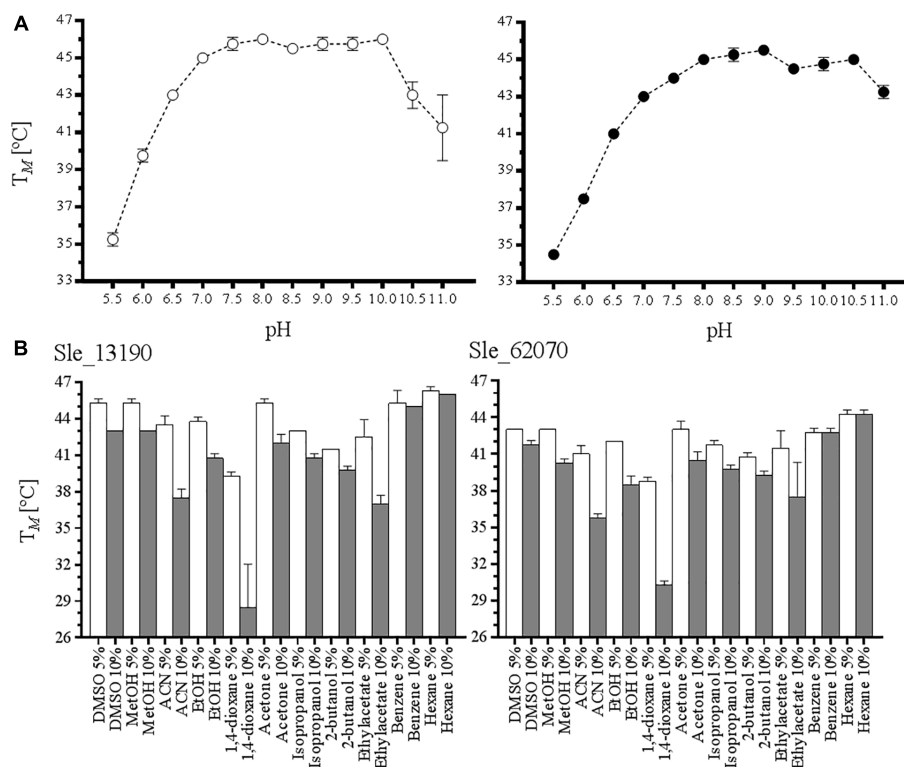 A
47
45
43
41
39
37
35
33
T_M [°C]
5.5 6.0 6.5 7.0 7.5 8.0 8.5 9.0 9.5 10.0 10.5 11.0
pH
47
45
43
41
39
37
35
33
5.5 6.0 6.5 7.0 7.5 8.0 8.5 9.0 9.5 10.0 10.5 11.0
pH
B
Sle_13190
47
44
41
38
35
32
29
26
T_M [°C]
DMSO 5%
DMSO 10%
MetOH 5%
MetOH 10%
ACN 5%
ACN 10%
EtOH 5%
EtOH 10%
1,4-dioxane 5%
1,4-dioxane 10%
Acetone 5%
Acetone 10%
Isopropanol 5%
Isopropanol 10%
2-butanol 5%
2-butanol 10%
Ethylacetate 5%
Ethylacetate 10%
Benzene 5%
Benzene 10%
Hexane 5%
Hexane 10%
Sle_62070
47
44
41
38
35
32
29
26
DMSO 5%
DMSO 10%
MetOH 5%
MetOH 10%
ACN 5%
ACN 10%
EtOH 5%
EtOH 10%
1,4-dioxane 5%
1,4-dioxane 10%
Acetone 5%
Acetone 10%
Isopropanol 5%
Isopropanol 10%
2-butanol 5%
2-butanol 10%
Ethylacetate 5%
Ethylacetate 10%
Benzene 5%
Benzene 10%
Hexane 5%
Hexane 10%